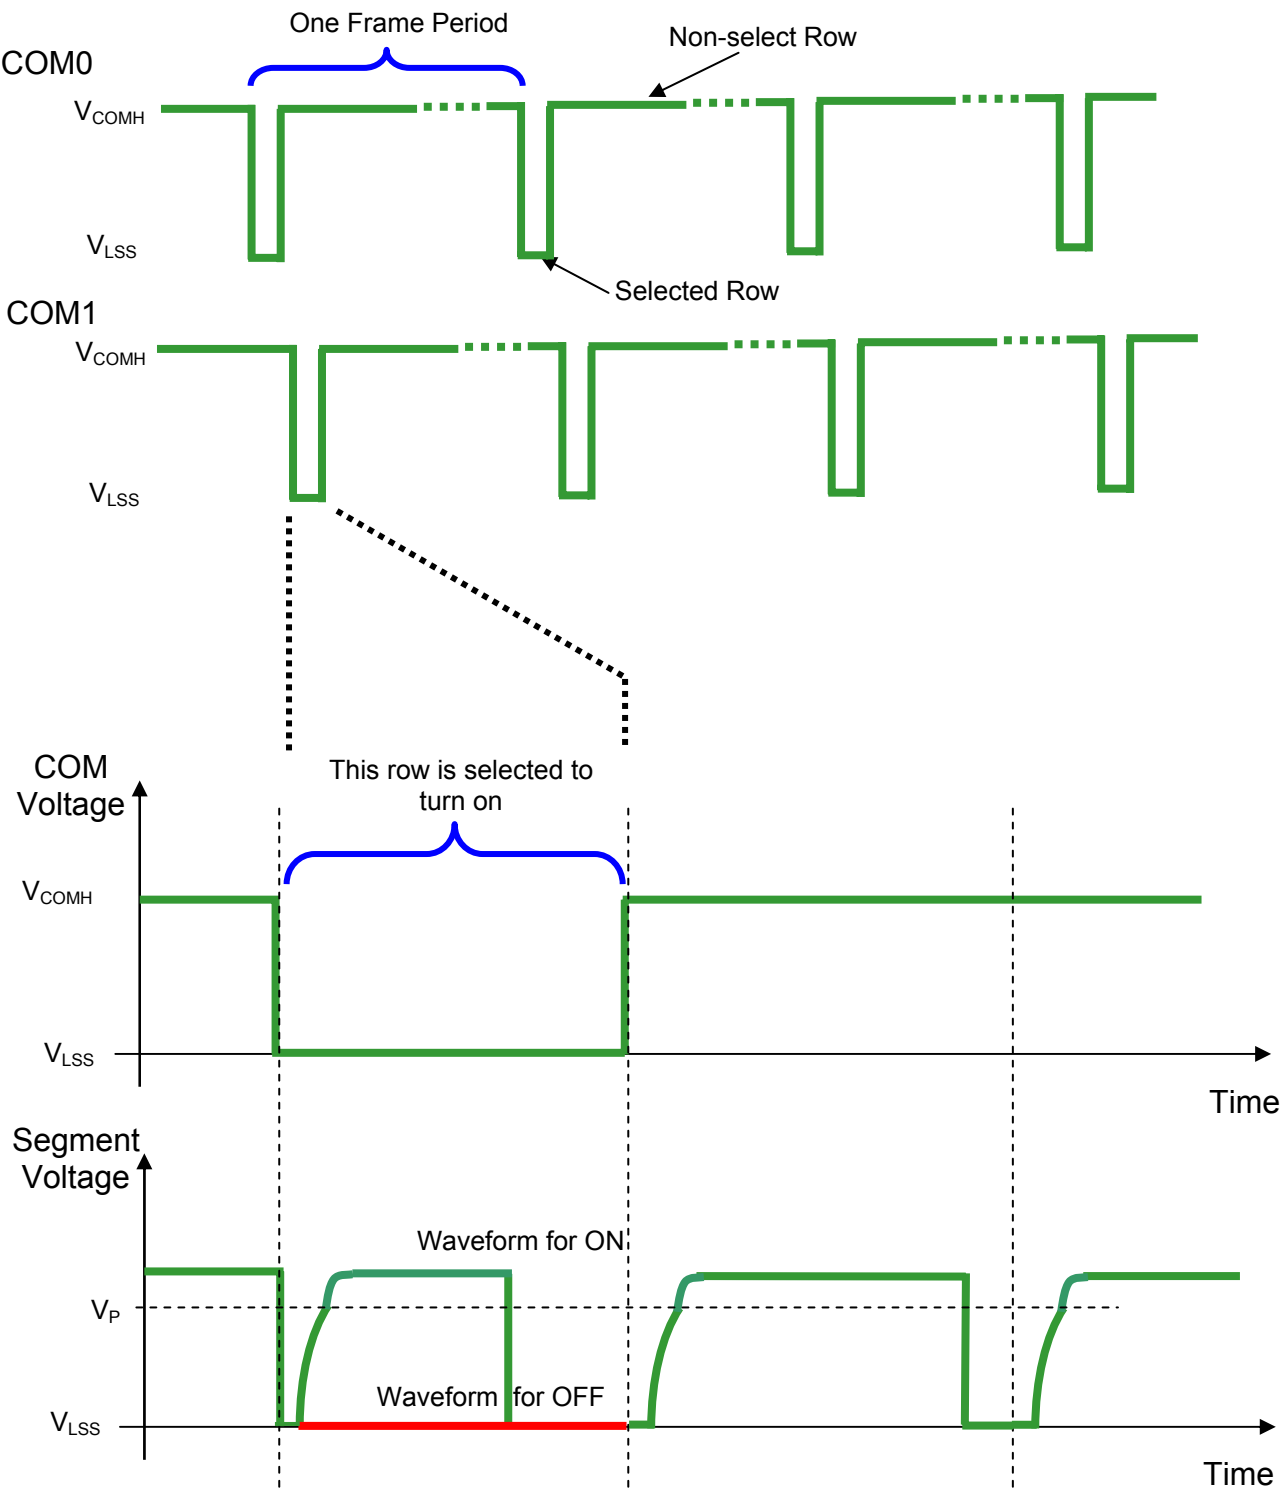 One Frame Period
Non-select Row
COM0
VCOMH
VLSS
Selected Row
COM1
VCOMH
VLSS
COM
Voltage
This row is selected to
turn on
VCOMH
VLSS
Time
Segment
Voltage
Waveform for ON
VP
Waveform for OFF
VLSS
Time